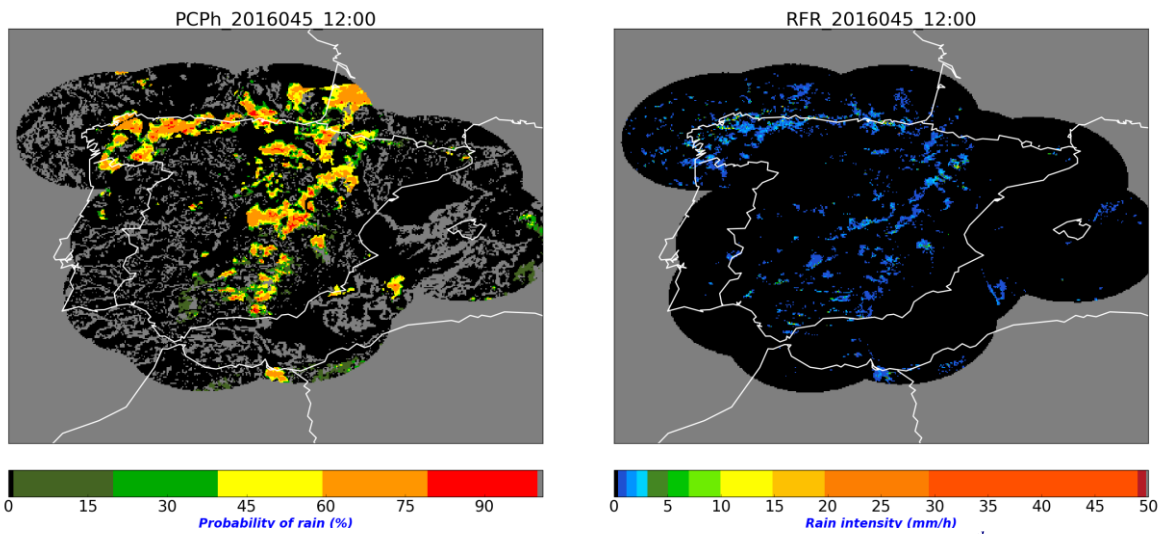 PCPh_2016045_12:00 RFR_2016045_12:00
0 15 30 45 60 75 90 0 5 10 15 20 25 30 35 40 45 50
Probability of rain (%) Rain intensity (mm/h)